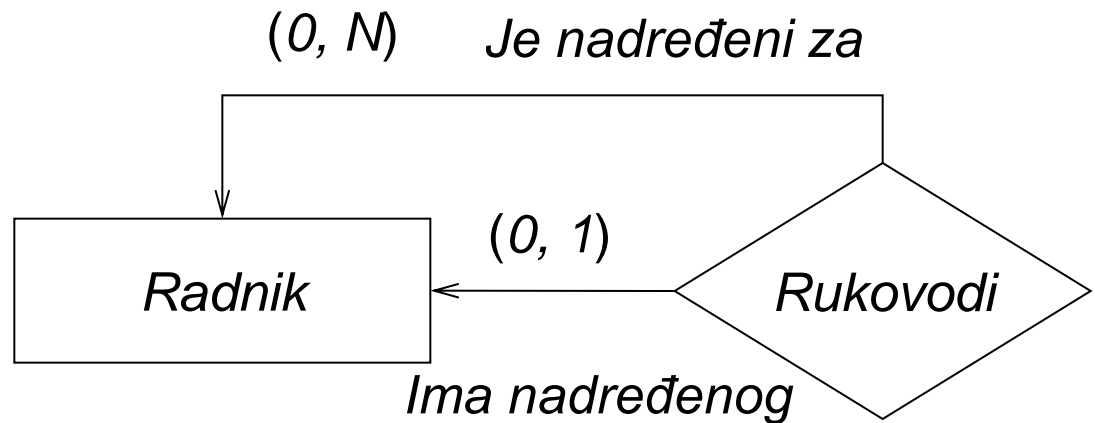 (0, N) Je nadređeni za
(0, 1)
Radnik
Rukovodi
Ima nadređenog